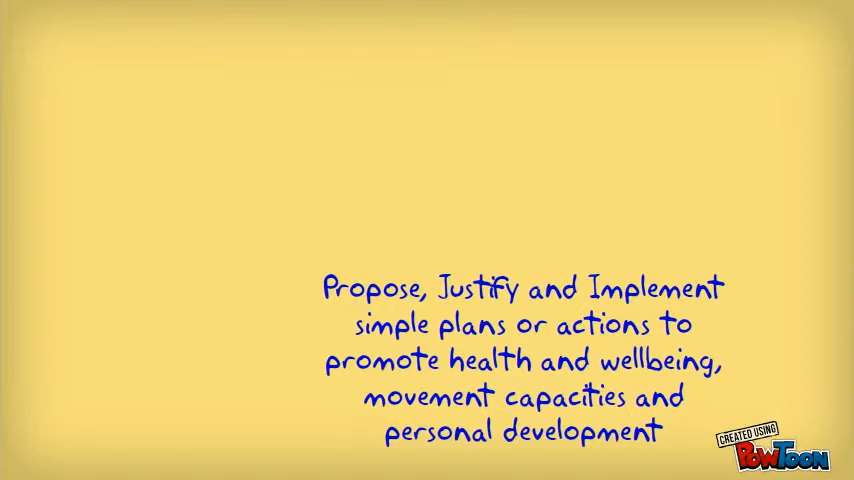 Propose, Justify and Implement
simple plans or actions to
promote health and wellbeing,
movement capacities and
personal development
CREATED USING
POWTOON